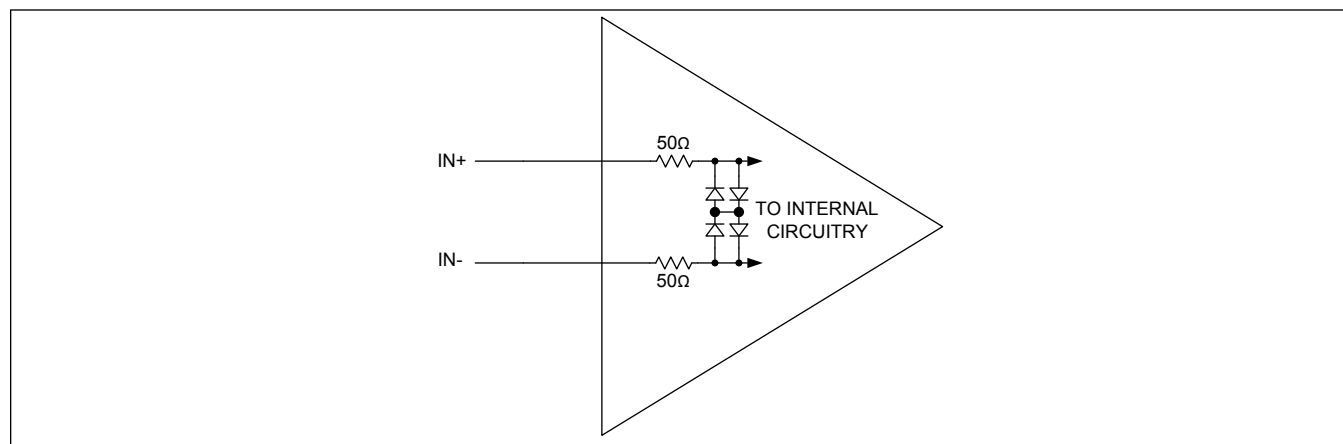 50Ω
IN+
TO INTERNAL
CIRCUITRY
IN-
50Ω